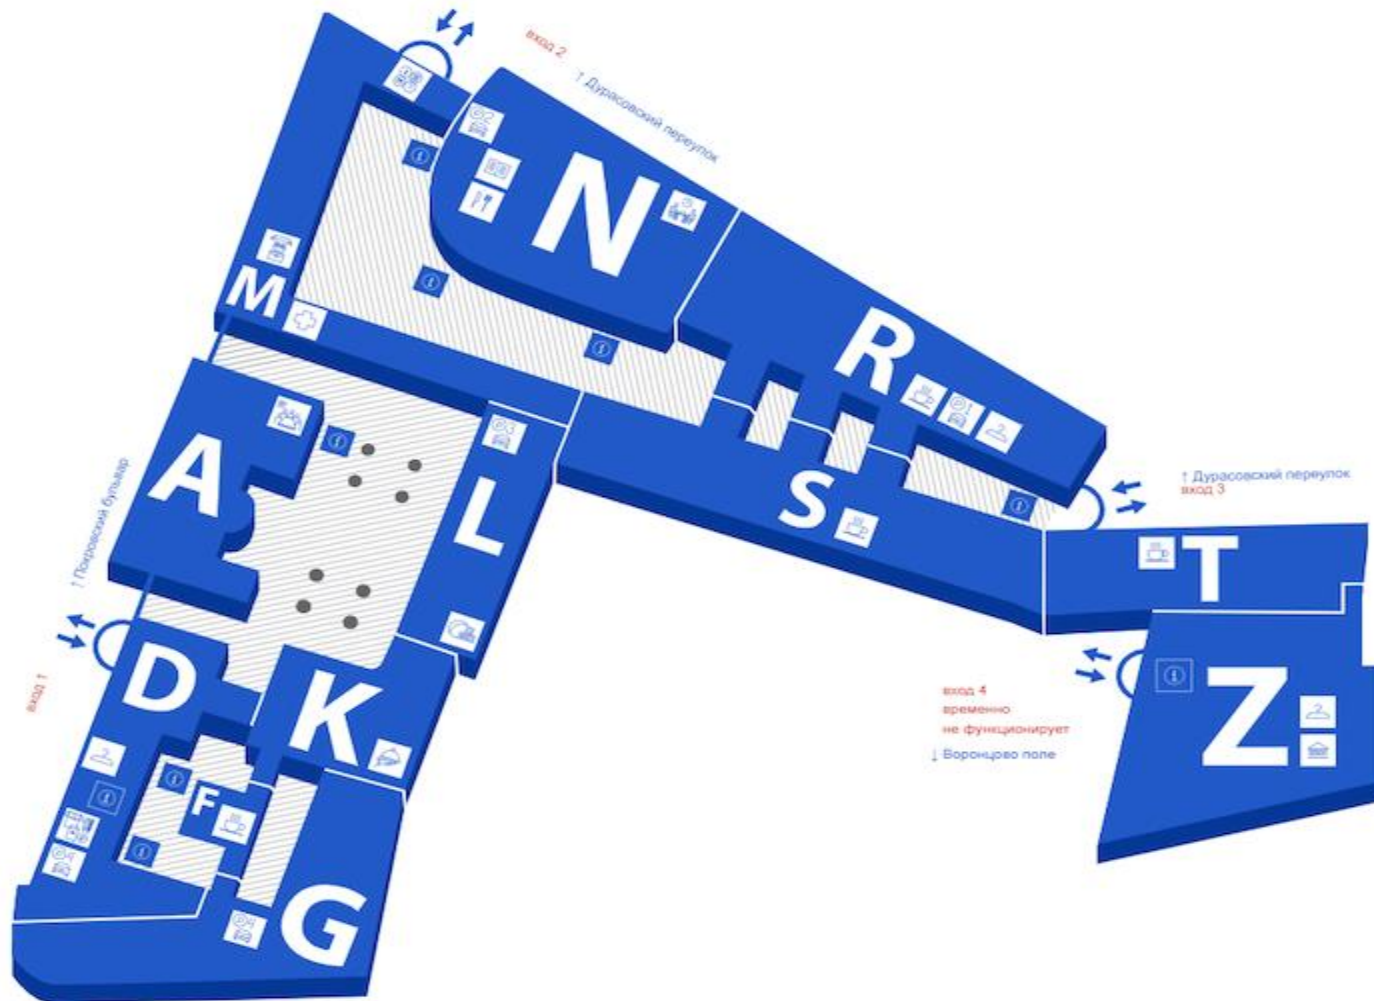 вход 2
↑ Дурасовский переулок
N
M
R
A
L
S
↑ Дурасовский переулок
вход 3
↑ Покровский бульвар
T
D
K
Z
вход 1
вход 4
временно
не функционирует
↓ Воронцово поле
F
G